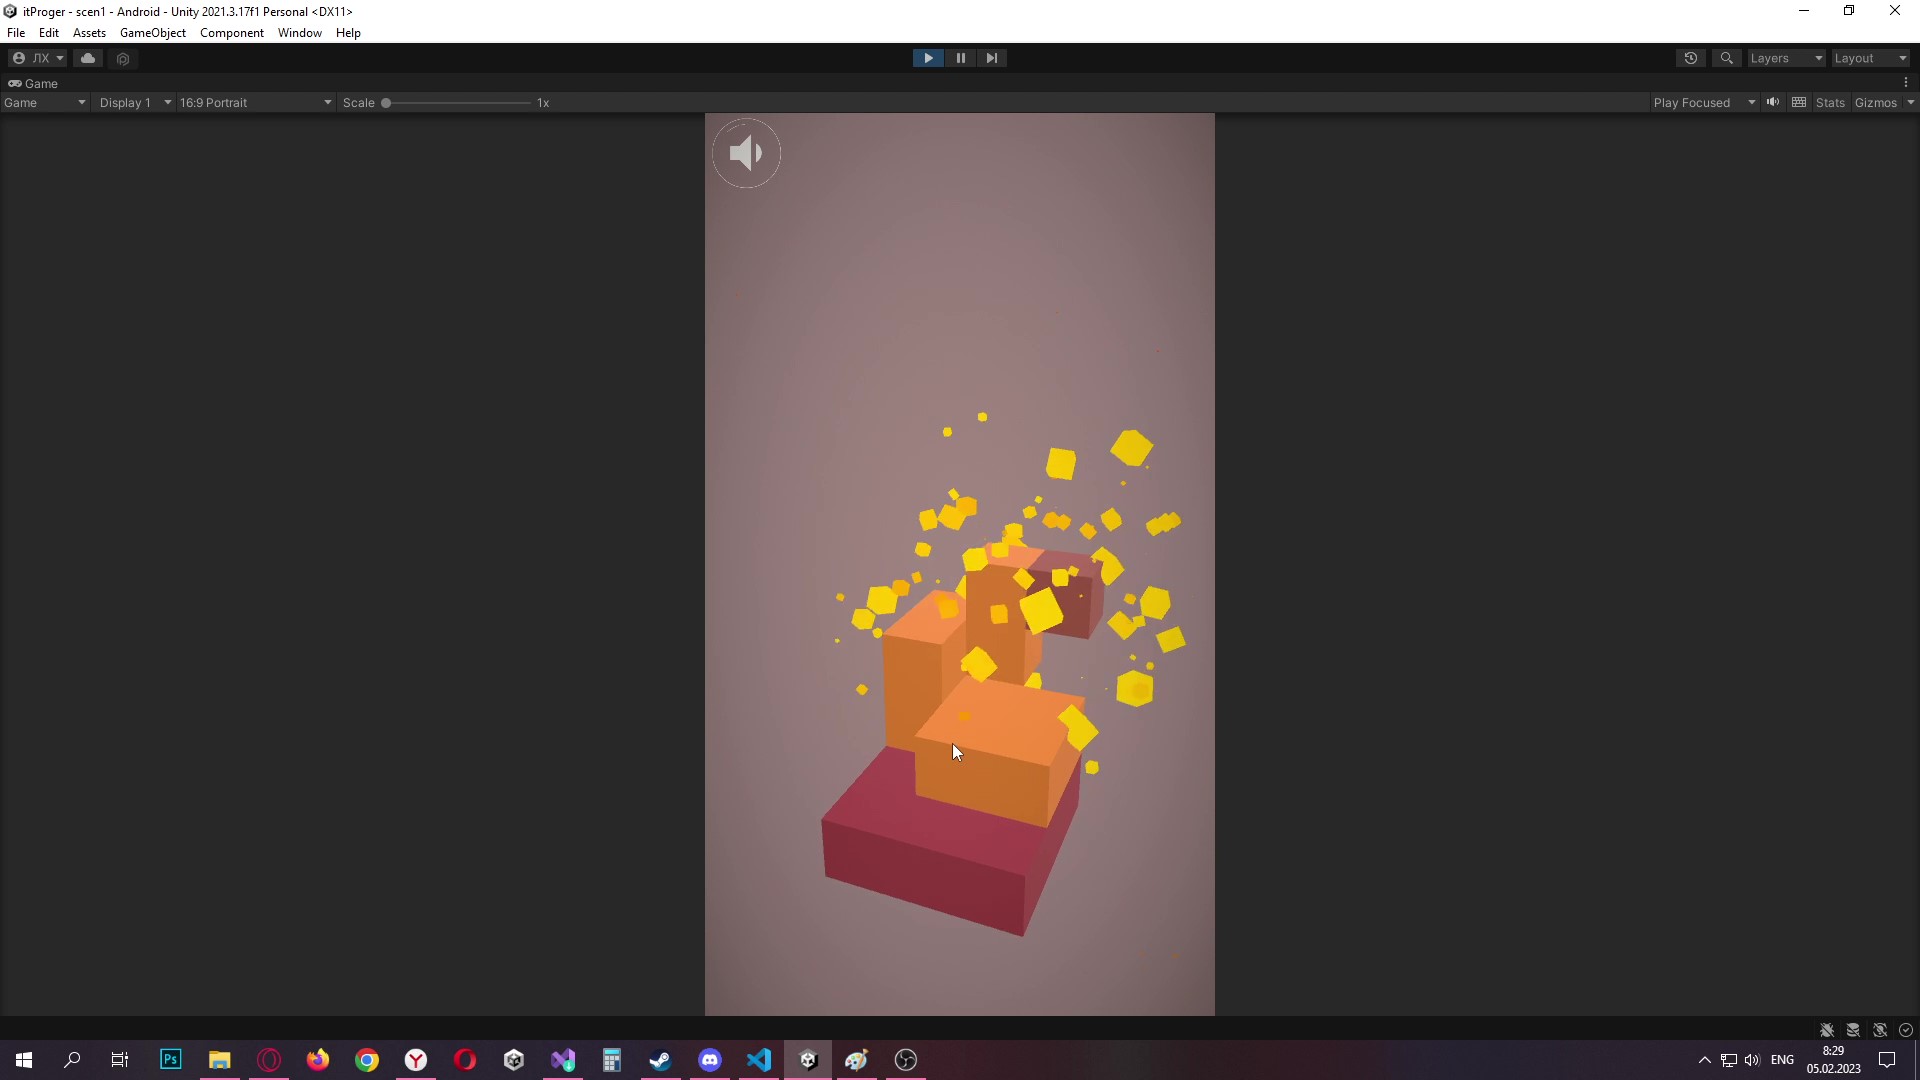 itProger - scen1 - Android - Unity 2021.3.17f1 Personal <DX11>
File Edit Assets GameObject Component Window Help
ЛХ Layers Layout
Game
Game Display 1 16:9 Portrait Scale 1x Play Focused Stats Gizmos
Ps Y ENG 8:29
05.02.2023